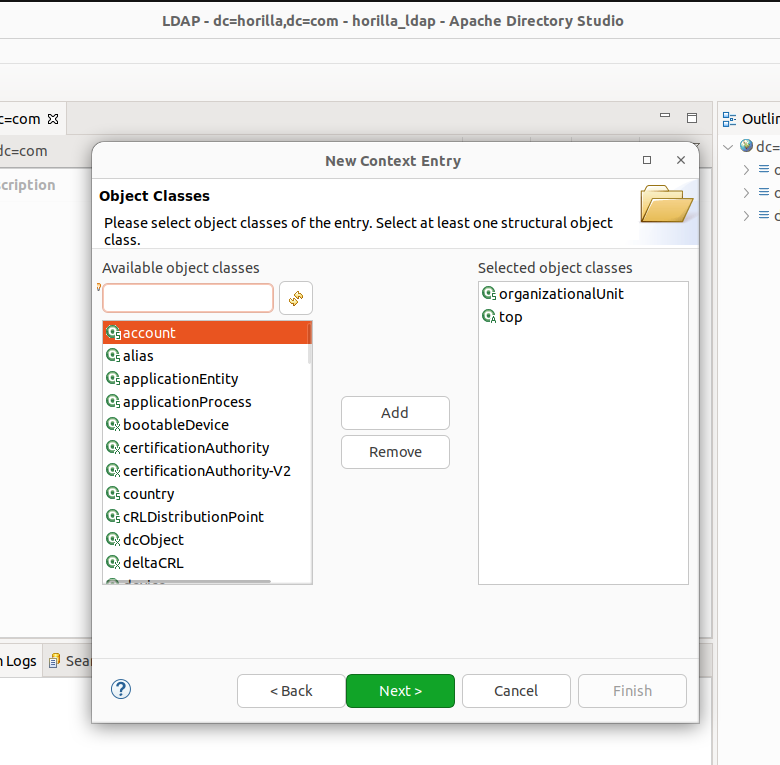 LDAP - dc=horilla,dc=com - horilla_ldap - Apache Directory Studio
c=com
Outlin
dc=com
dc=
scription
New Context Entry
Object Classes
Please select object classes of the entry. Select at least one structural object
class.
Available object classes
account
alias
applicationEntity
applicationProcess
bootableDevice
certificationAuthority
certificationAuthority-V2
country
cRLDistributionPoint
dcObject
deltaCRL
device
Add
Remove
Selected object classes
organizationalUnit
top
o
o
o
n Logs
Sea
?
< Back
Next >
Cancel
Finish